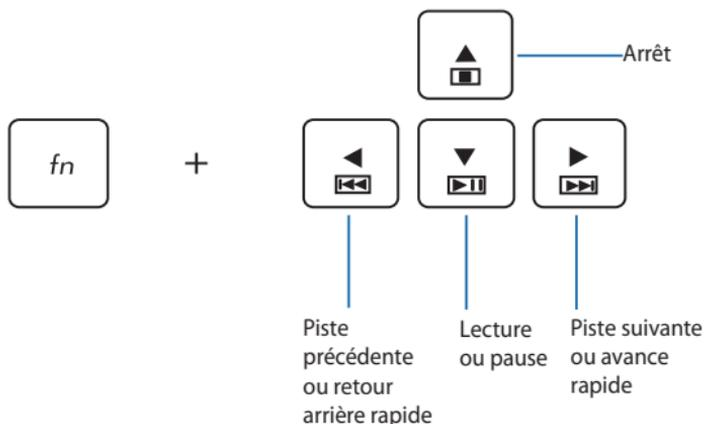 Arrêt
fn
+
Piste
précédente
ou retour
arrière rapide
Lecture
ou pause
Piste suivante
ou avance
rapide